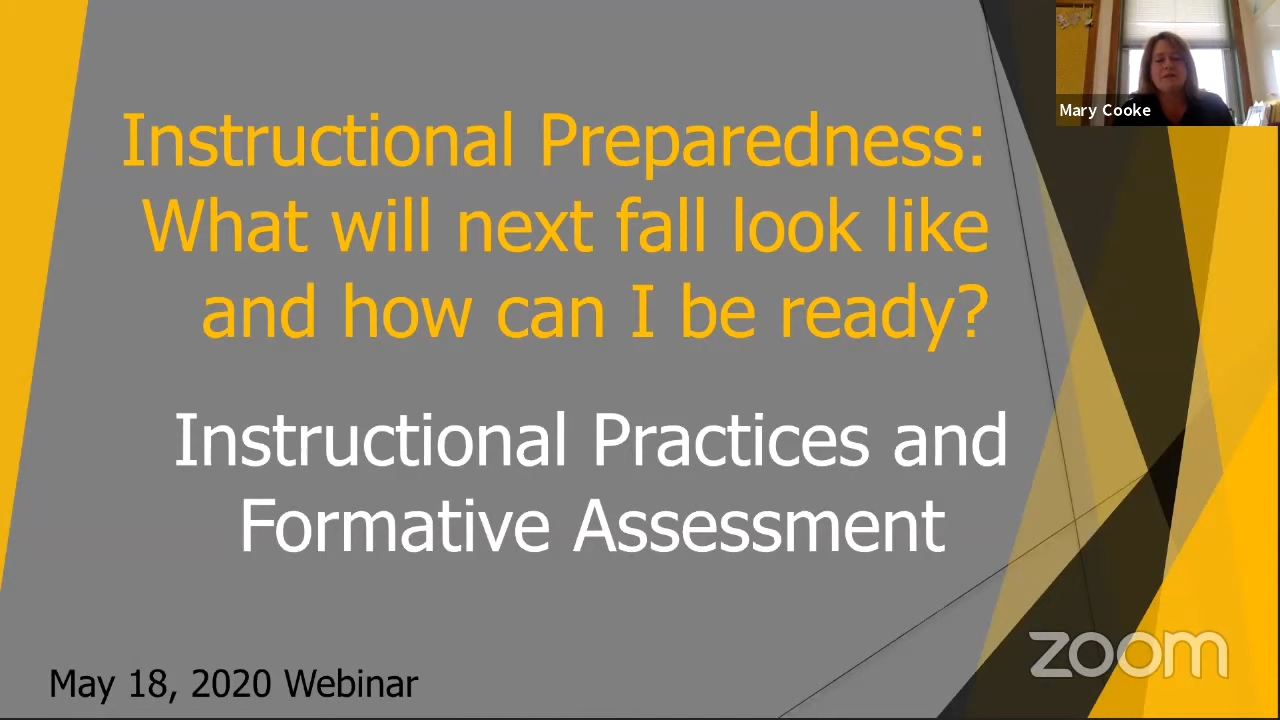 Mary Cooke
Instructional Preparedness:
What will next fall look like
and how can I be ready?
Instructional Practices and
Formative Assessment
May 18, 2020 Webinar
zoom